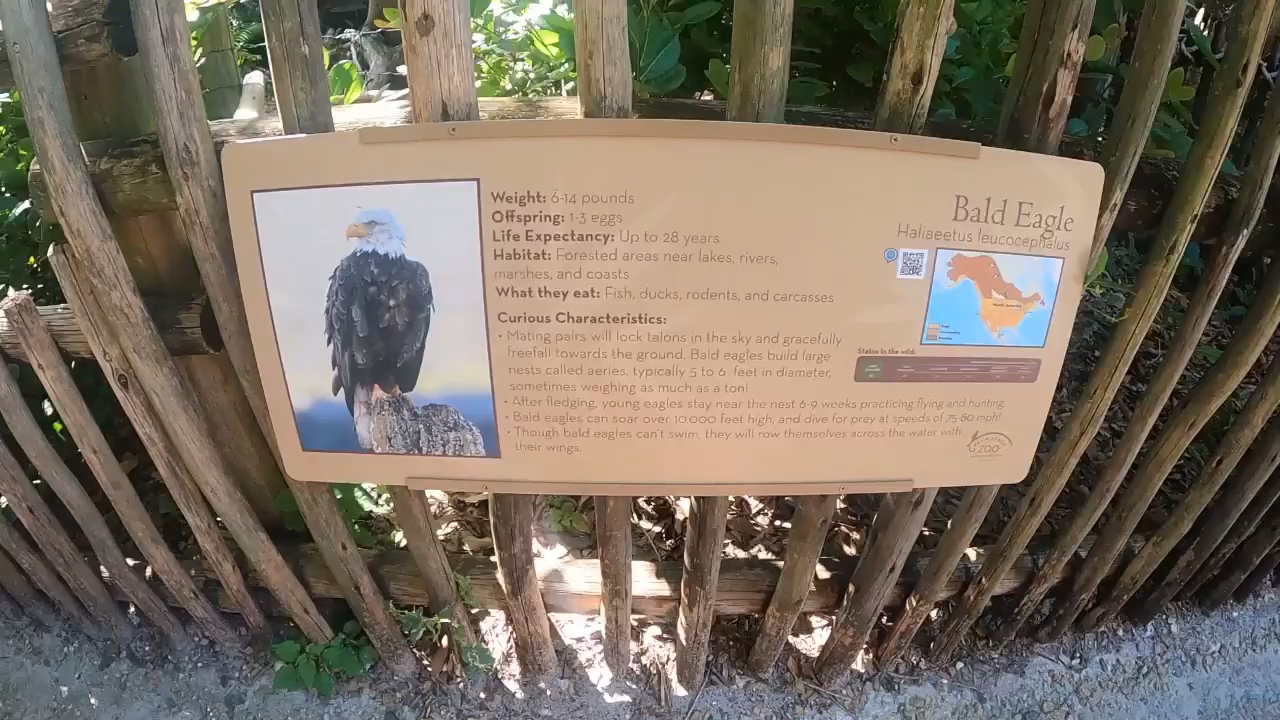 Weight: 6-14 pounds
Offspring: 1-3 eggs
Life Expectancy: Up to 28 years
Habitat: Forested areas near lakes, rivers,
marshes, and coasts
What they eat: Fish, ducks, rodents, and carcasses
Curious Characteristics:
• Mating pairs will lock talons in the sky and gracefully
freefall towards the ground. Bald eagles build large
nests called aeries, typically 5 to 6 feet in diameter,
sometimes weighing as much as a ton!
• After fledging, young eagles stay near the nest 6-9 weeks practicing flying and hunting.
• Bald eagles can soar over 10,000 feet high, and dive for prey at speeds of 75-80 mph!
• Though bald eagles can't swim, they will row themselves across the water with
their wings.
Bald Eagle
Haliaeetus leucocephalus
North America
Status in the wild:
ZOO